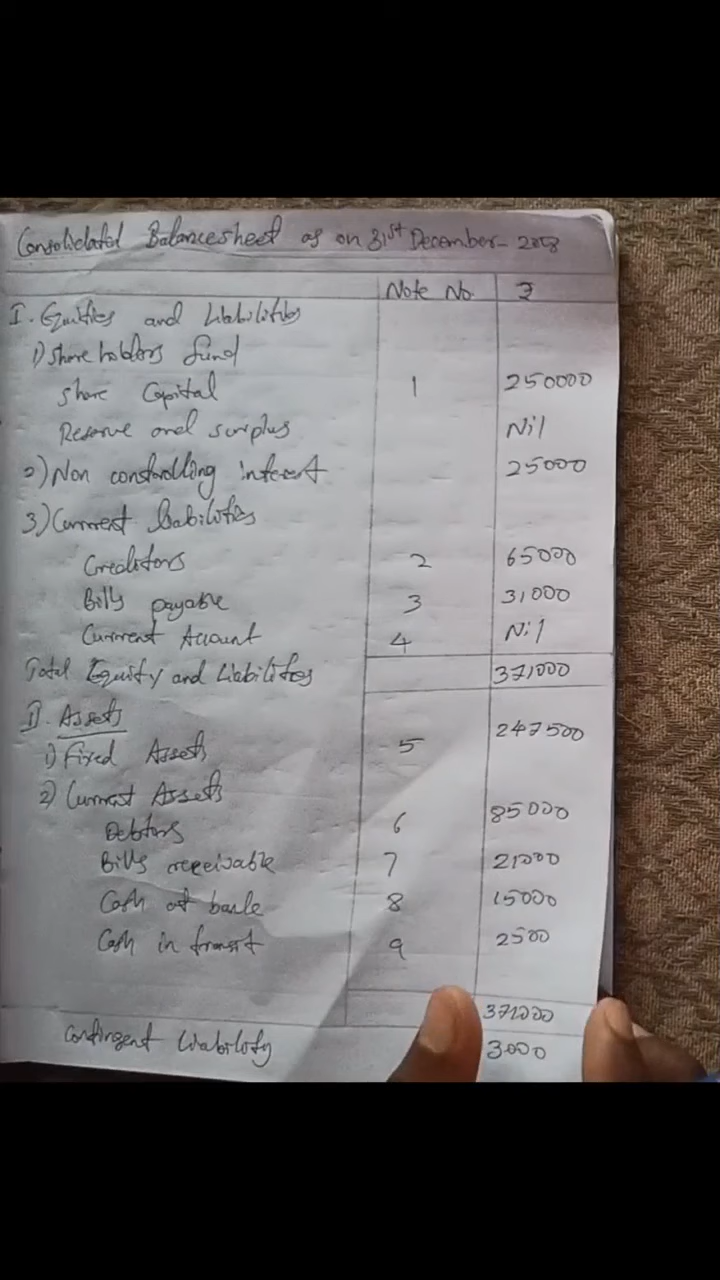 Consolidated Balancesheet as on 31st December-2018
Note No. ₹
I. Equities and Liabilities
1) Share holders fund
Share Capital 1 250000
Reserve and surplus Nil
2) Non constrolling interest 25000
3) Current liabilities
Creditors 2 65000
Bills payable 3 31000
Current Account 4 Nil
Total Equity and Liabilities 371000
II. Assets
1) Fixed Assets 5 247500
2) Current Assets
Debtors 6 85000
Bills receivable 7 21000
Cash at bank 8 15000
Cash in transit 9 2500
371000
Contingent Liability 3000